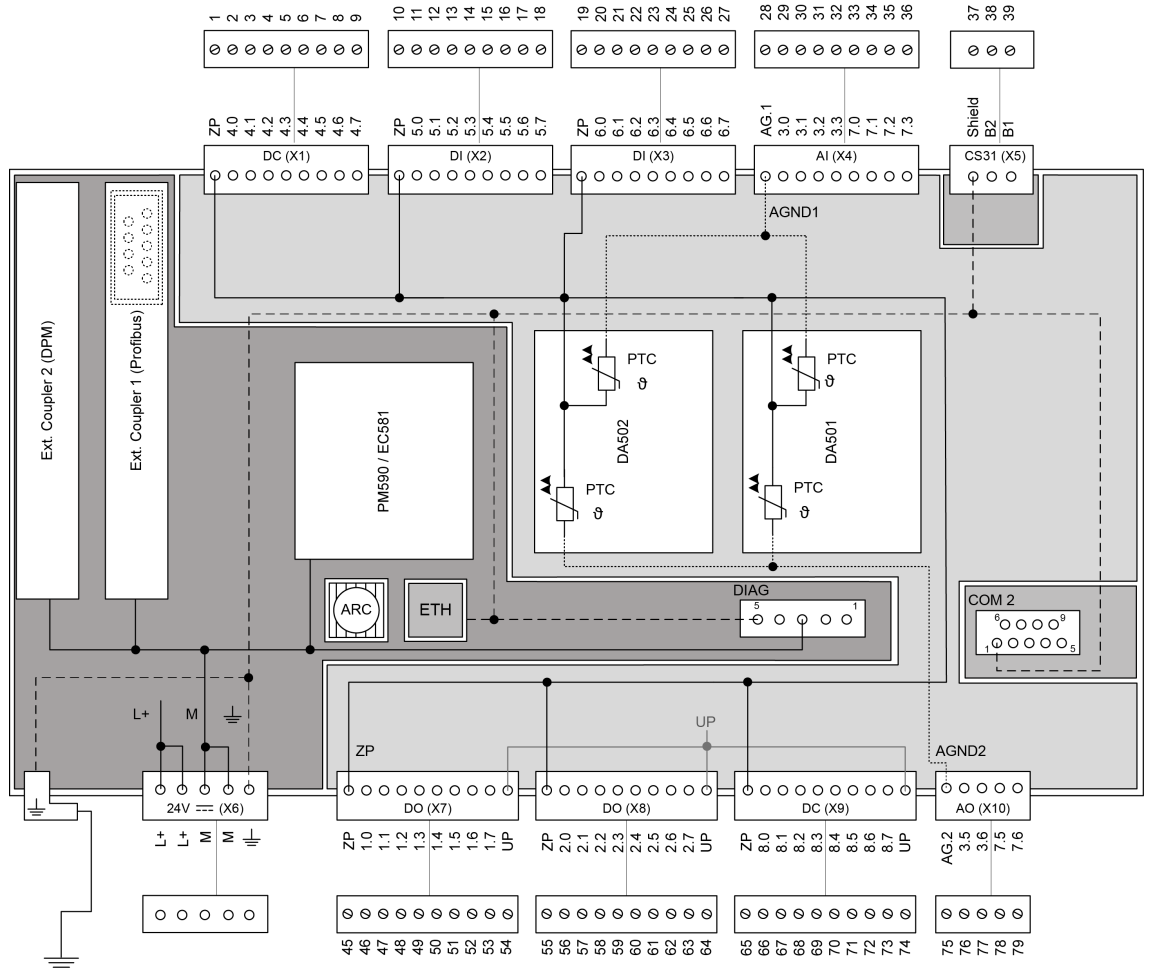 1 2 3 4 5 6 7 8 9
10 11 12 13 14 15 16 17 18
19 20 21 22 23 24 25 26 27
28 29 30 31 32 33 34 35 36
37 38 39
ZP 4.0 4.1 4.2 4.3 4.4 4.5 4.6 4.7
ZP 5.0 5.1 5.2 5.3 5.4 5.5 5.6 5.7
ZP 6.0 6.1 6.2 6.3 6.4 6.5 6.6 6.7
AG.1 3.0 3.1 3.2 3.3 7.0 7.1 7.2 7.3
Shield B2 B1
DC (X1)
DI (X2)
DI (X3)
AI (X4)
CS31 (X5)
AGND1
Ext. Coupler 2 (DPM)
Ext. Coupler 1 (Profibus)
PM590 / EC581
PTC
ϑ
DA502
PTC
ϑ
PTC
ϑ
DA501
PTC
ϑ
ARC
ETH
DIAG
5 1
COM 2
6 9
1 5
L+
M
UP
ZP
AGND2
24V (X6)
DO (X7)
DO (X8)
DC (X9)
AO (X10)
L+ L+ M M
ZP 1.0 1.1 1.2 1.3 1.4 1.5 1.6 1.7 UP
ZP 2.0 2.1 2.2 2.3 2.4 2.5 2.6 2.7 UP
ZP 8.0 8.1 8.2 8.3 8.4 8.5 8.6 8.7 UP
AG.2 3.5 3.6 7.5 7.6
45 46 47 48 49 50 51 52 53 54
55 56 57 58 59 60 61 62 63 64
65 66 67 68 69 70 71 72 73 74
75 76 77 78 79